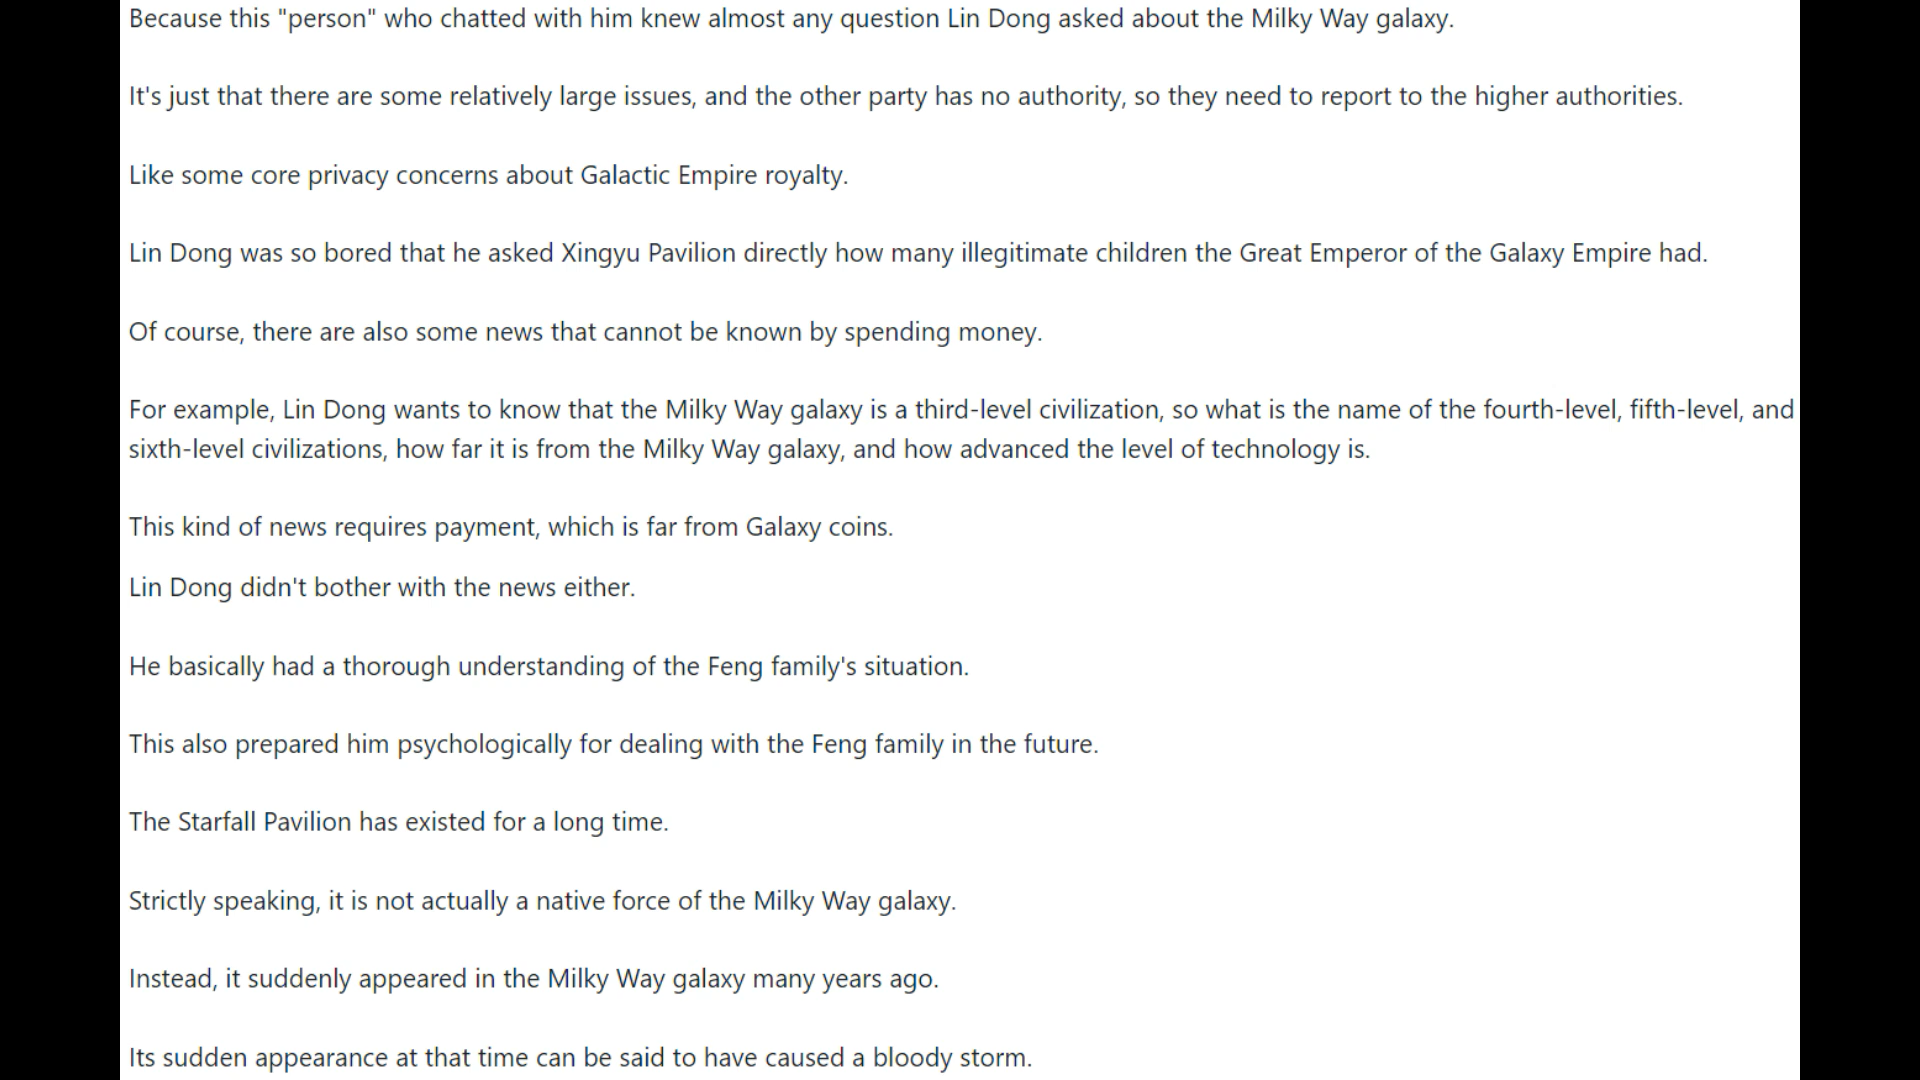 Because this "person" who chatted with him knew almost any question Lin Dong asked about the Milky Way galaxy.
It's just that there are some relatively large issues, and the other party has no authority, so they need to report to the higher authorities.
Like some core privacy concerns about Galactic Empire royalty.
Lin Dong was so bored that he asked Xingyu Pavilion directly how many illegitimate children the Great Emperor of the Galaxy Empire had.
Of course, there are also some news that cannot be known by spending money.
For example, Lin Dong wants to know that the Milky Way galaxy is a third-level civilization, so what is the name of the fourth-level, fifth-level, and
sixth-level civilizations, how far it is from the Milky Way galaxy, and how advanced the level of technology is.
This kind of news requires payment, which is far from Galaxy coins.
Lin Dong didn't bother with the news either.
He basically had a thorough understanding of the Feng family's situation.
This also prepared him psychologically for dealing with the Feng family in the future.
The Starfall Pavilion has existed for a long time.
Strictly speaking, it is not actually a native force of the Milky Way galaxy.
Instead, it suddenly appeared in the Milky Way galaxy many years ago.
Its sudden appearance at that time can be said to have caused a bloody storm.